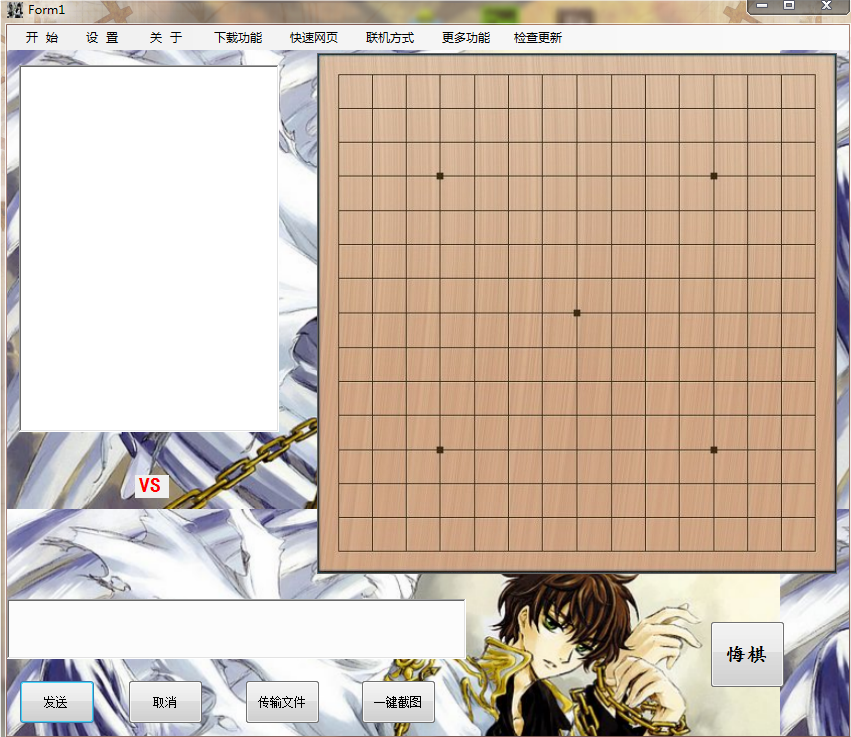 Form1
开 始 设 置 关 于 下载功能 快速网页 联机方式 更多功能 检查更新
VS
悔棋
发送 取消 传输文件 一键截图